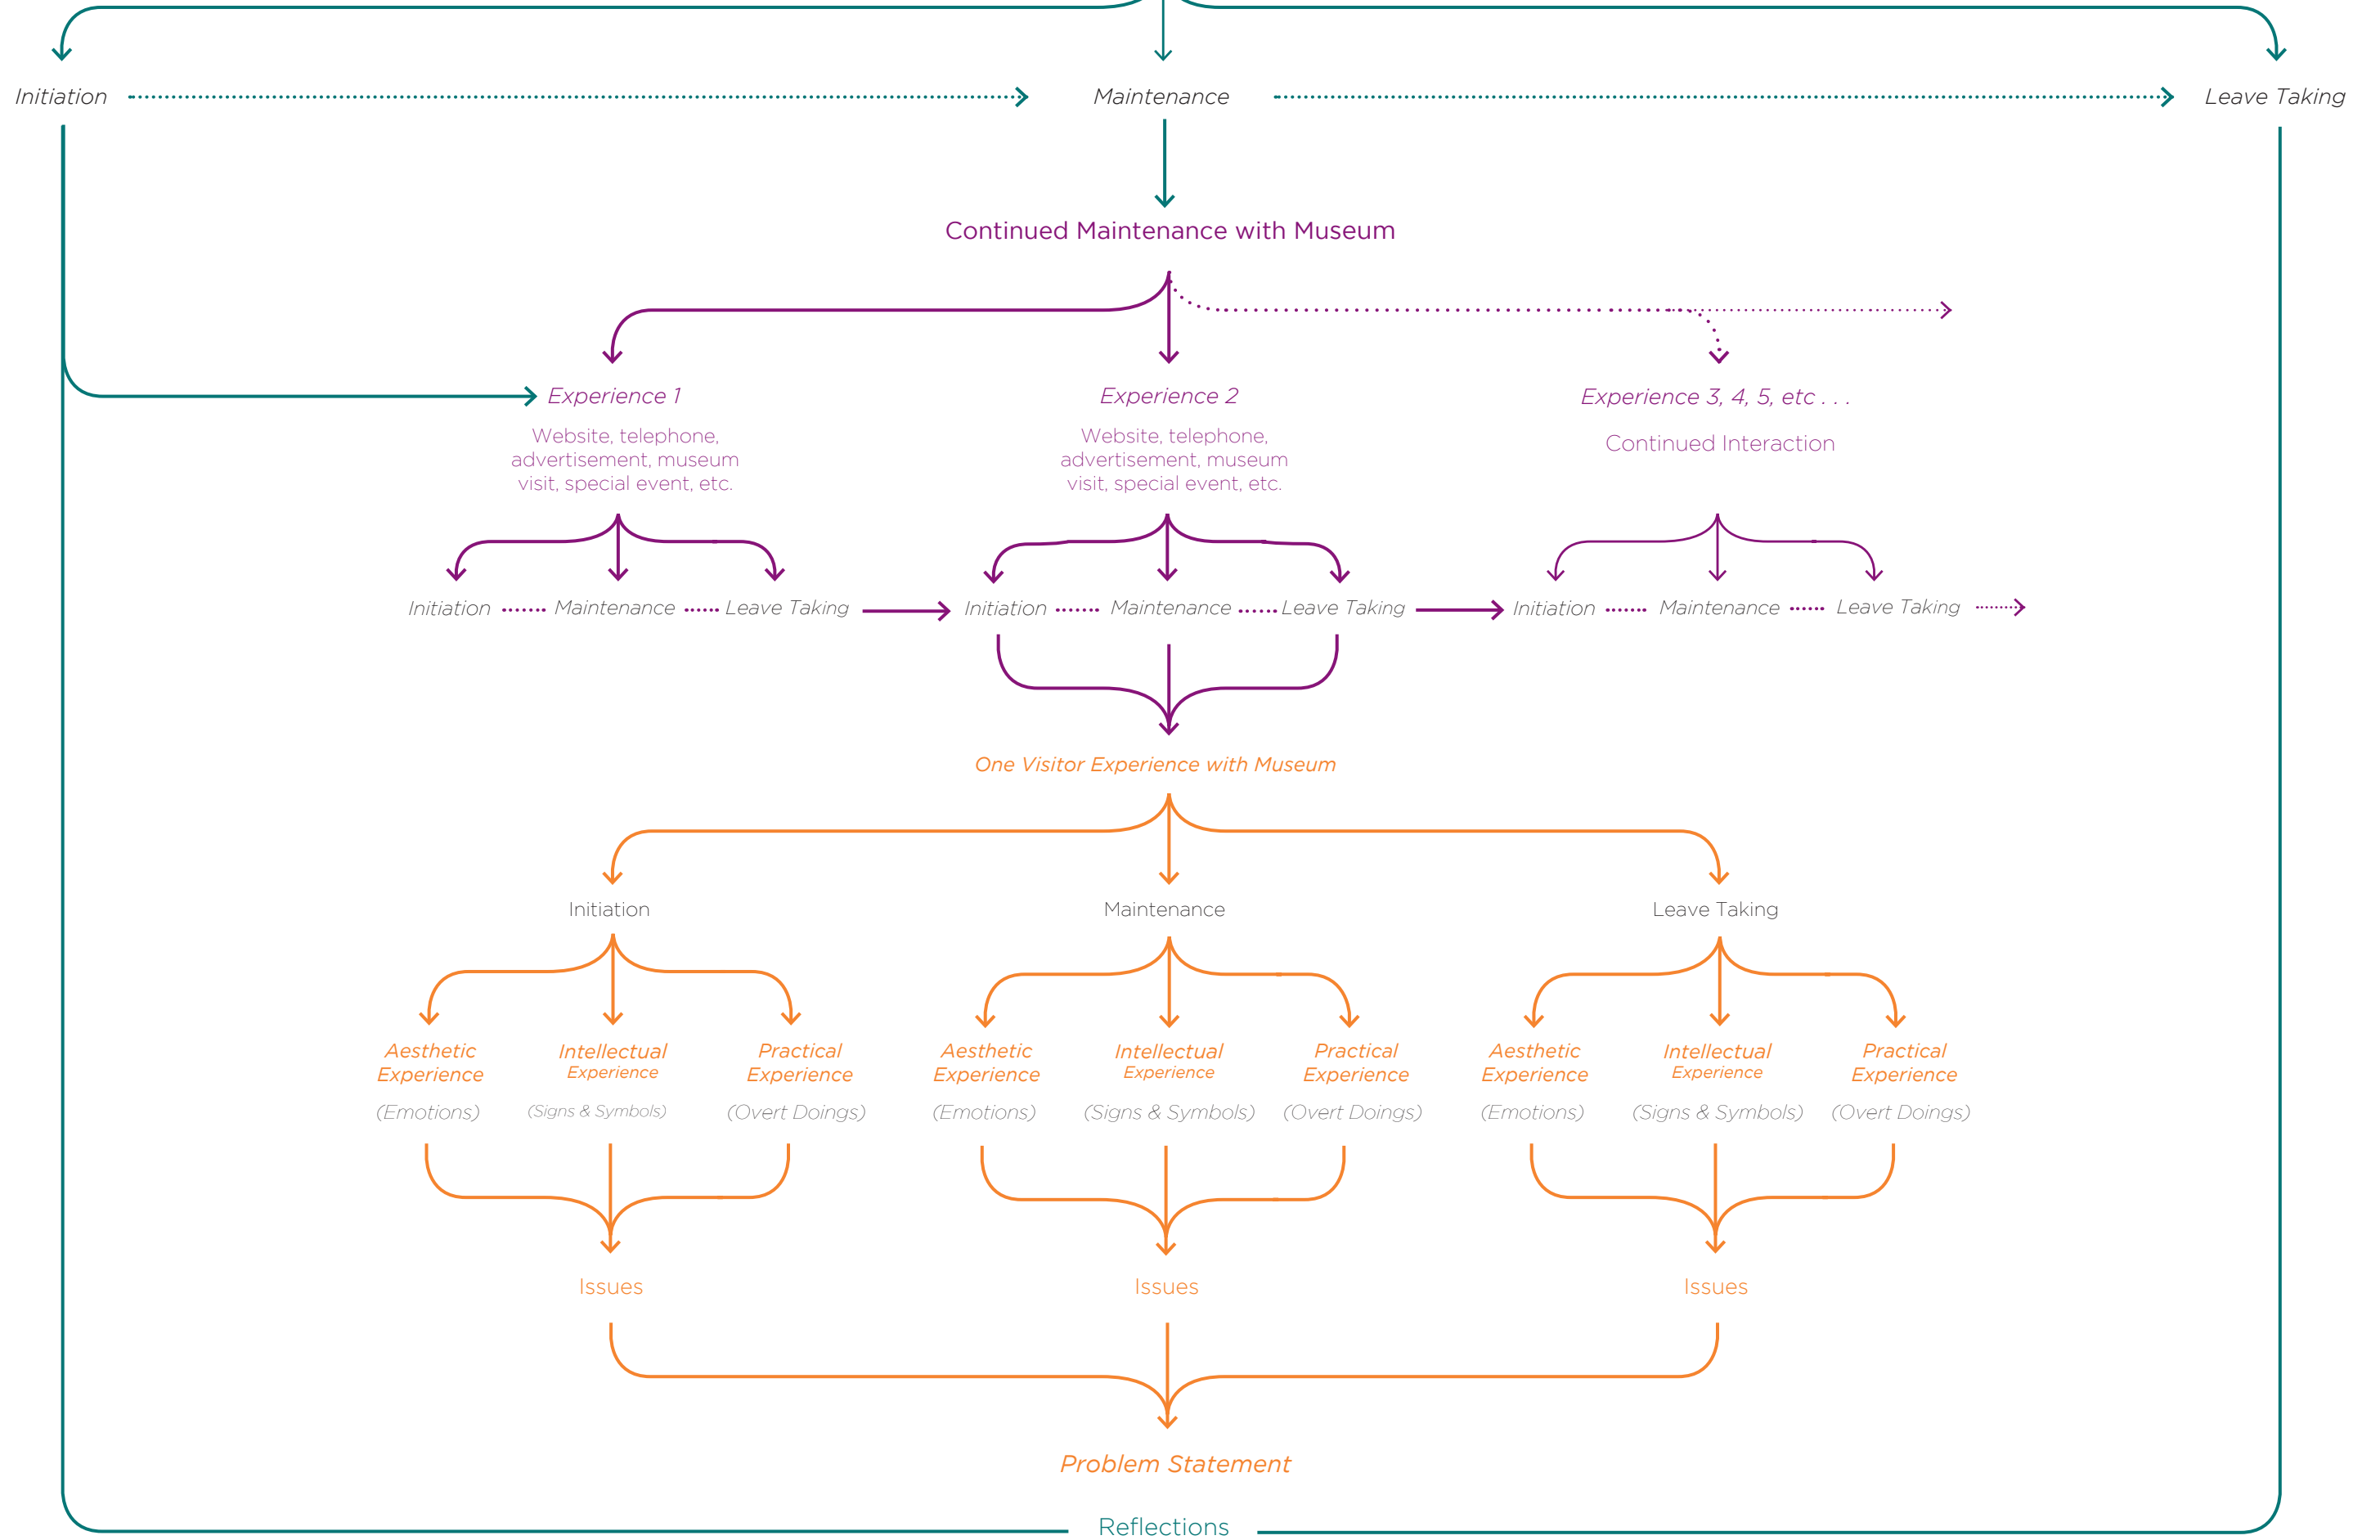 Initiation
Maintenance
Leave Taking
Continued Maintenance with Museum
Experience 1
Website, telephone,
advertisement, museum
visit, special event, etc.
Experience 2
Website, telephone,
advertisement, museum
visit, special event, etc.
Experience 3, 4, 5, etc . . .
Continued Interaction
Initiation
Maintenance
Leave Taking
Initiation
Maintenance
Leave Taking
Initiation
Maintenance
Leave Taking
One Visitor Experience with Museum
Initiation
Maintenance
Leave Taking
Aesthetic
Experience
(Emotions)
Intellectual
Experience
(Signs & Symbols)
Practical
Experience
(Overt Doings)
Aesthetic
Experience
(Emotions)
Intellectual
Experience
(Signs & Symbols)
Practical
Experience
(Overt Doings)
Aesthetic
Experience
(Emotions)
Intellectual
Experience
(Signs & Symbols)
Practical
Experience
(Overt Doings)
Issues
Issues
Issues
Problem Statement
Reflections